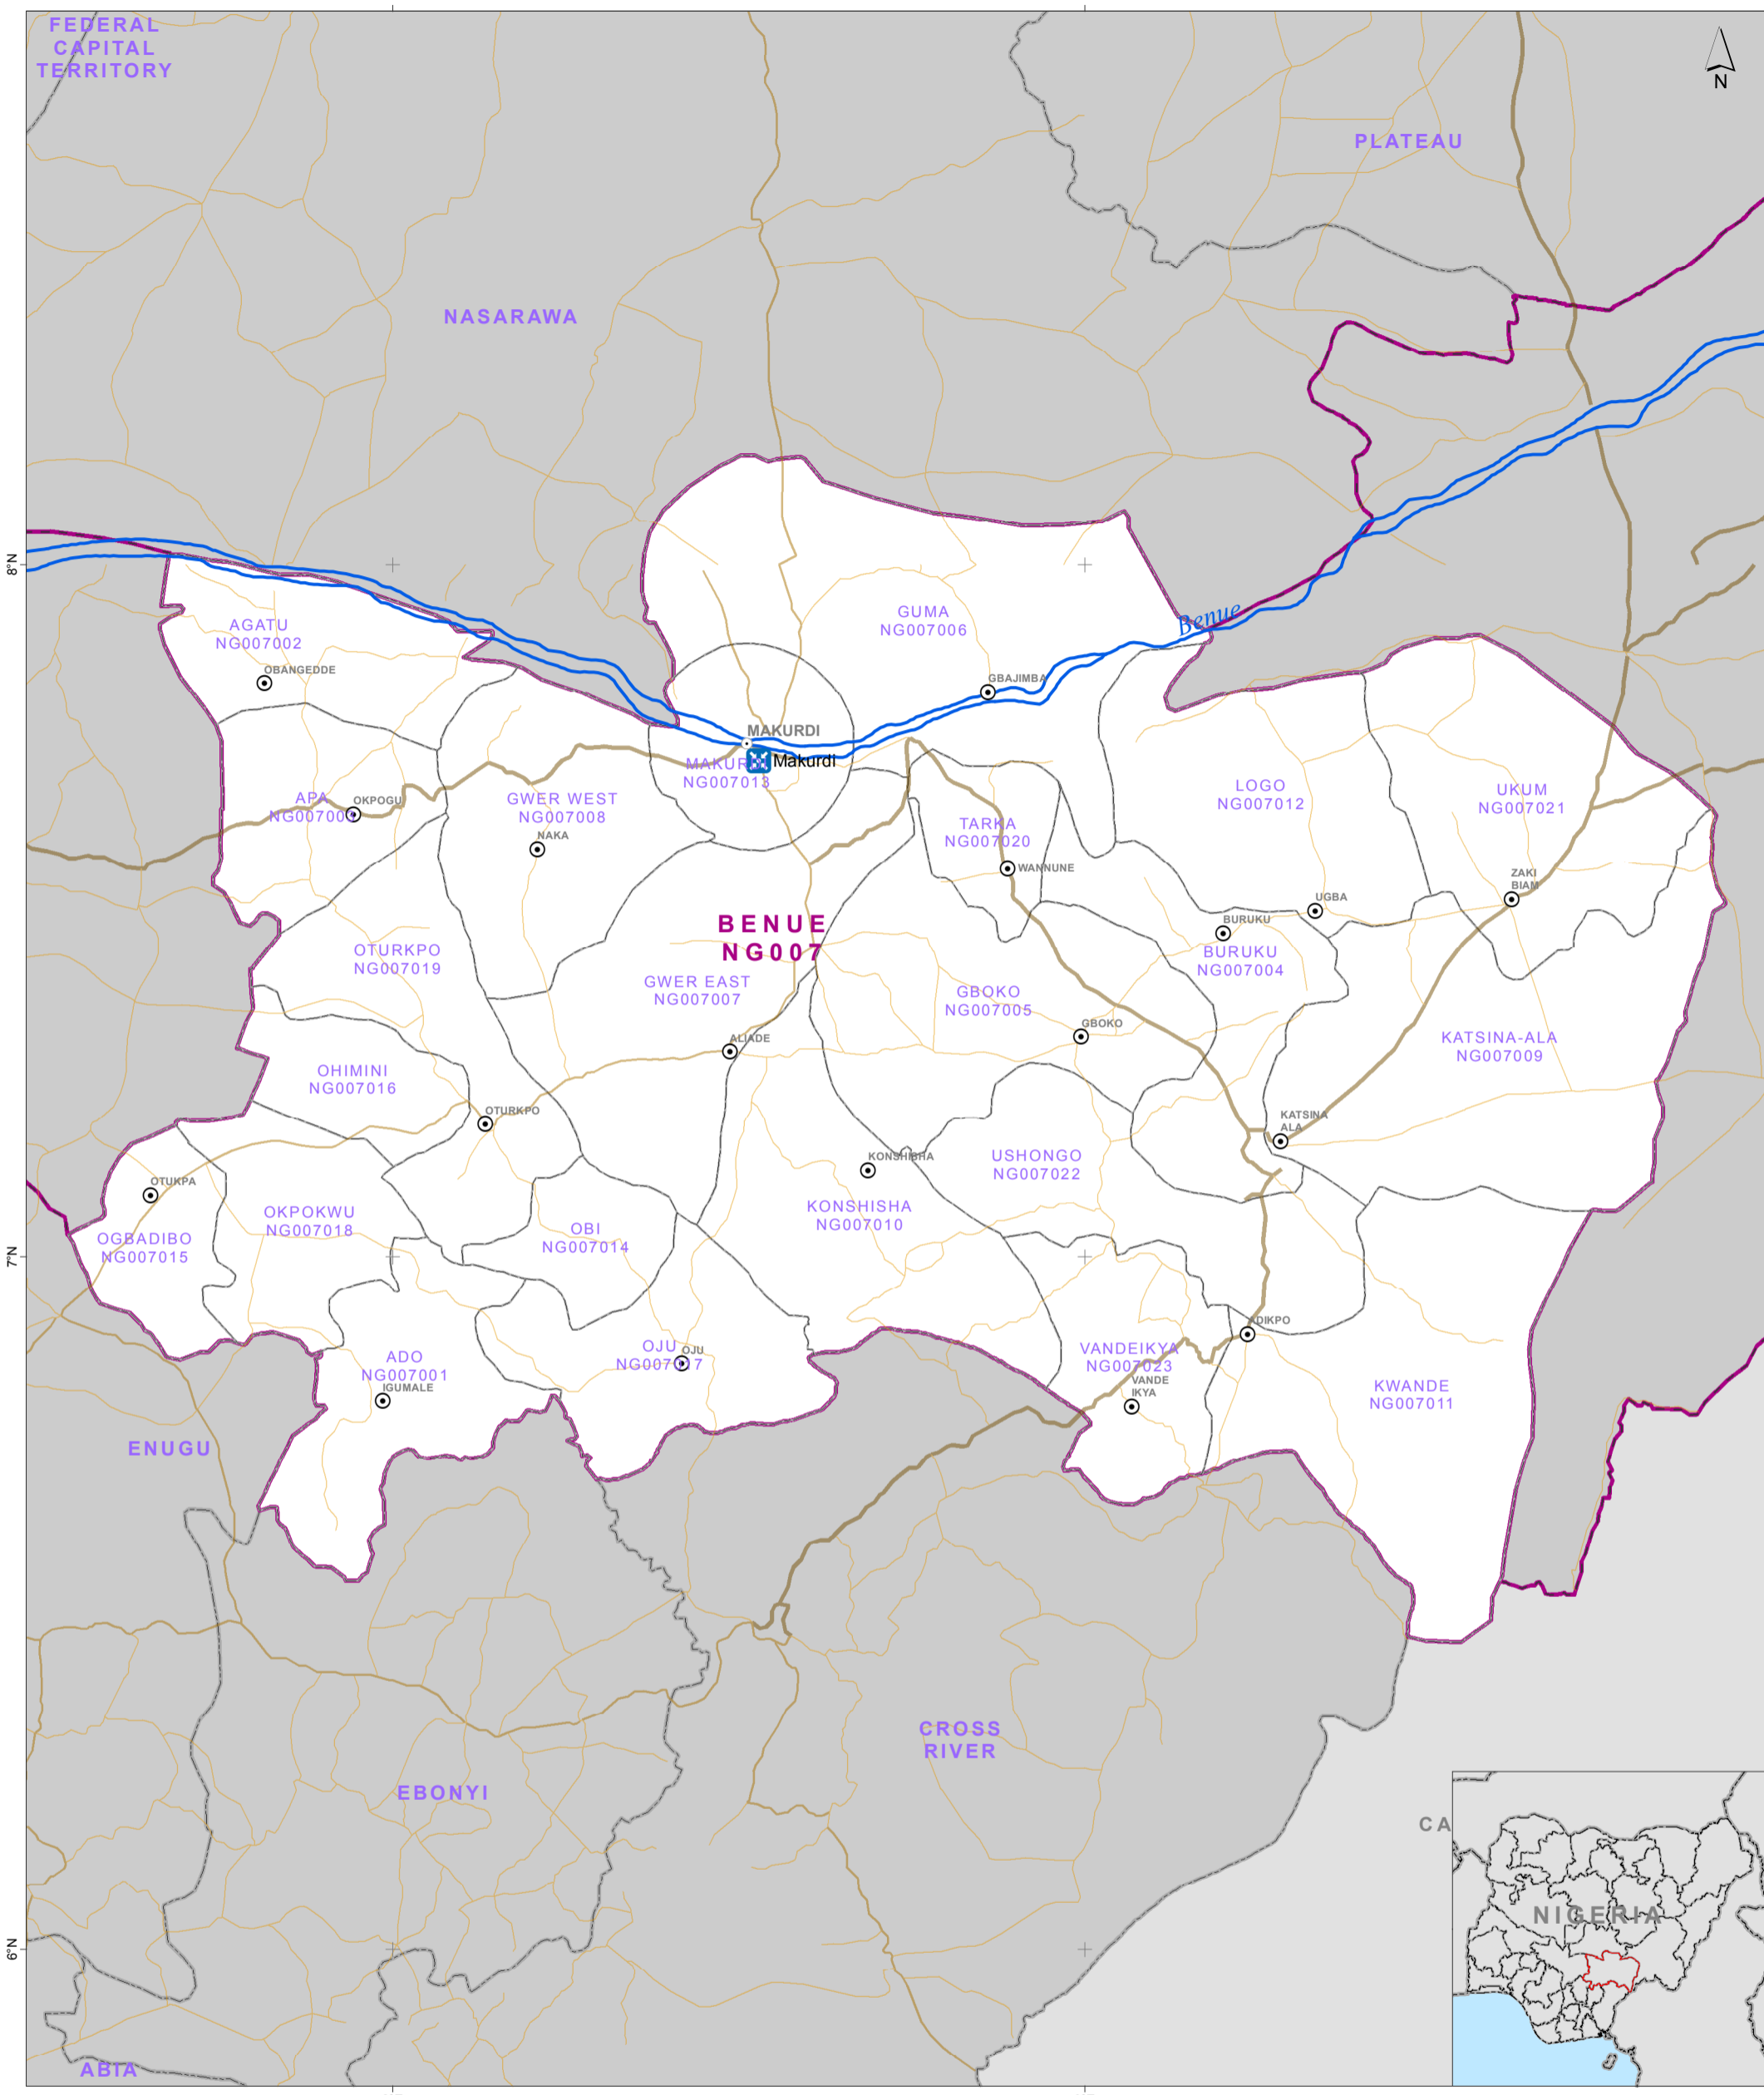 FEDERAL
CAPITAL
TERRITORY
N
PLATEAU
NASARAWA
8°N
Benue
GUMA
NG007006
AGATU
NG007002
OBANGEDDE
GBAJIMBA
MAKURDI
Makurdi
MAKURDI
NG007013
LOGO
NG007012
UKUM
NG007021
APA
NG007003
OKPOGU
GWER WEST
NG007008
NAKA
TARKA
NG007020
WANNUNE
ZAKI
BIAM
UGBA
BURUKU
BURUKU
NG007004
BENUE
NG007
OTURKPO
NG007019
GWER EAST
NG007007
GBOKO
NG007005
GBOKO
ALIADE
KATSINA-ALA
NG007009
OHIMINI
NG007016
OTURKPO
KATSINA
ALA
KONSHISHA
USHONGO
NG007022
OTUKPA
OKPOKWU
NG007018
KONSHISHA
NG007010
OBI
NG007014
OGBADIBO
NG007015
7°N
ADIKPO
OJU
NG007017
OJU
VANDEIKYA
NG007023
VANDE
IKYA
ADO
NG007001
IGUMALE
KWANDE
NG007011
ENUGU
CROSS
RIVER
EBONYI
CA
NIGERIA
6°N
ABIA